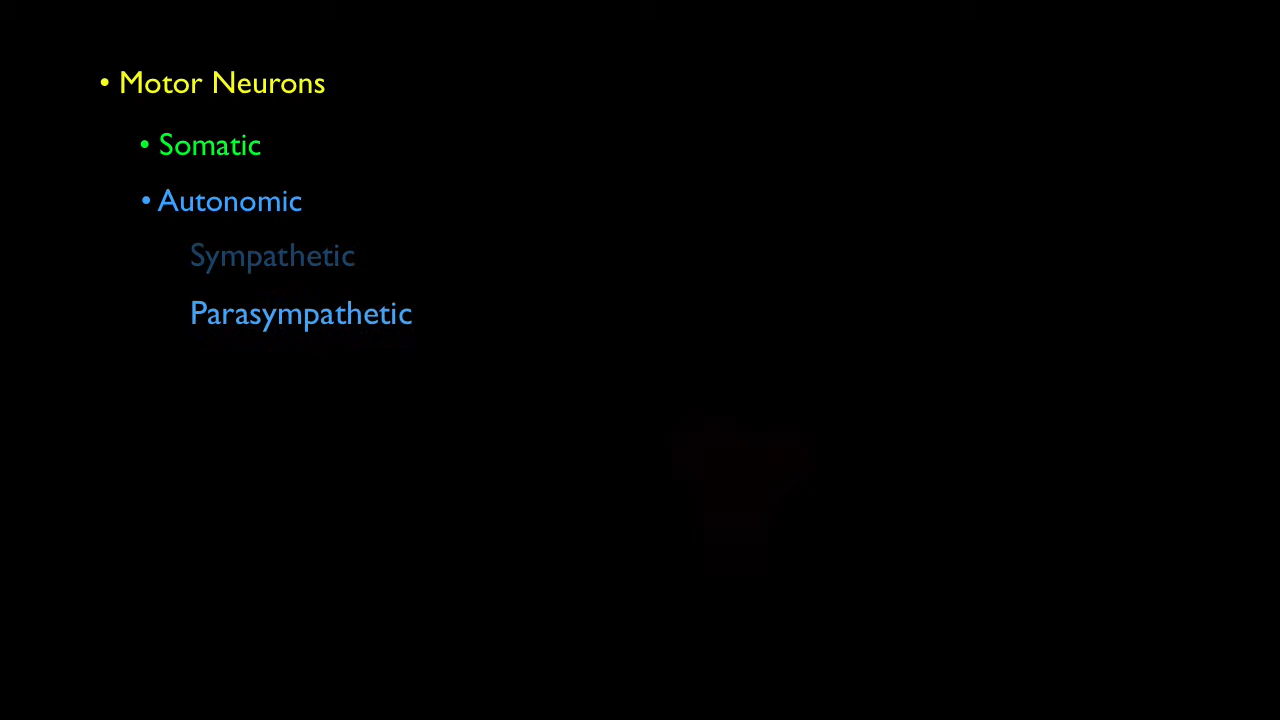 • Motor Neurons
• Somatic
• Autonomic
Sympathetic
Parasympathetic